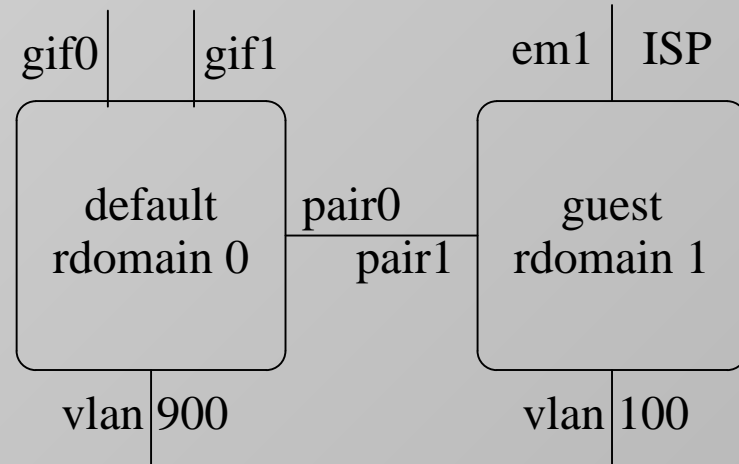 gif0 gif1
em1 ISP
default
rdomain 0
pair0
pair1
guest
rdomain 1
vlan 900
vlan 100